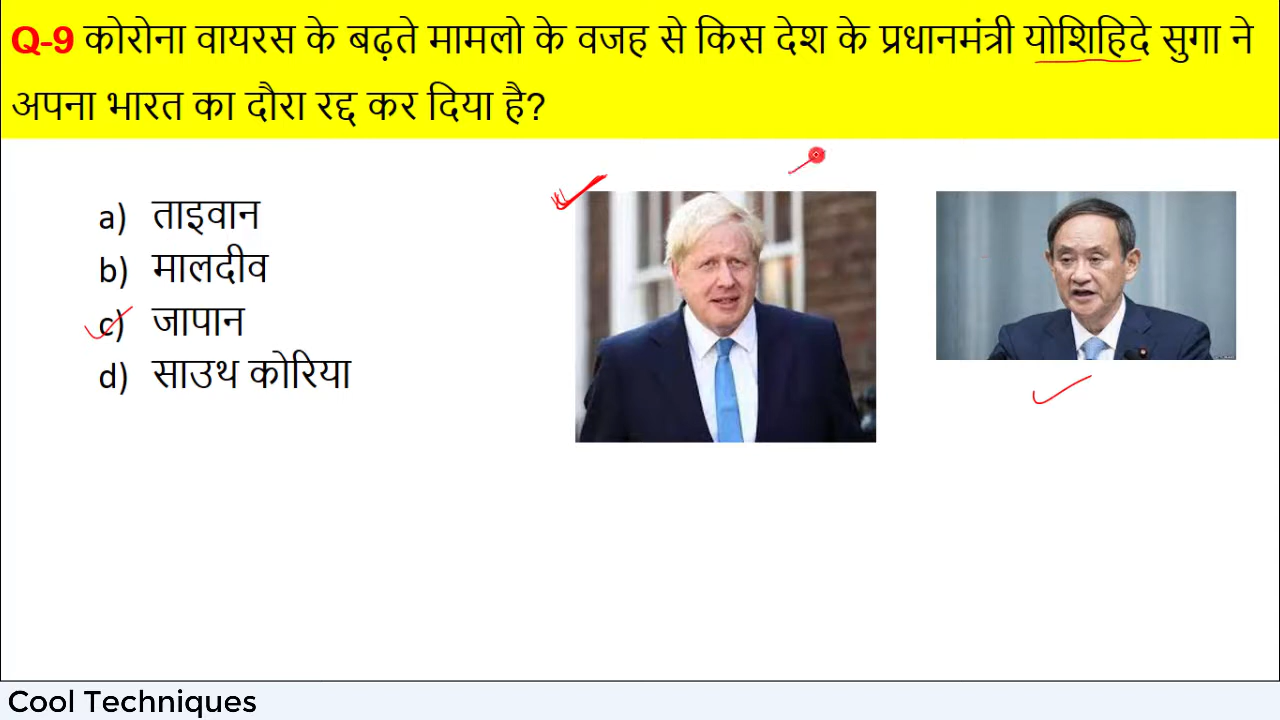 Q-9 कोरोना वायरस के बढ़ते मामलो के वजह से किस देश के प्रधानमंत्री योशिहिदे सुगा ने
अपना भारत का दौरा रद्द कर दिया है?
a) ताइवान
b) मालदीव
c) जापान
d) साउथ कोरिया
Cool Techniques